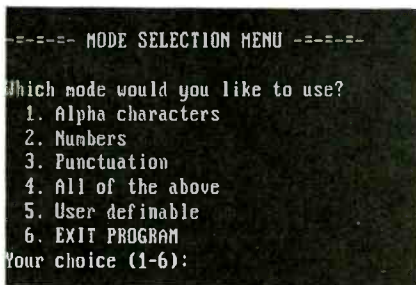 -=-=-=- MODE SELECTION MENU -=-=-=-
Which mode would you like to use?
1. Alpha characters
2. Numbers
3. Punctuation
4. All of the above
5. User definable
6. EXIT PROGRAM
Your choice (1-6):